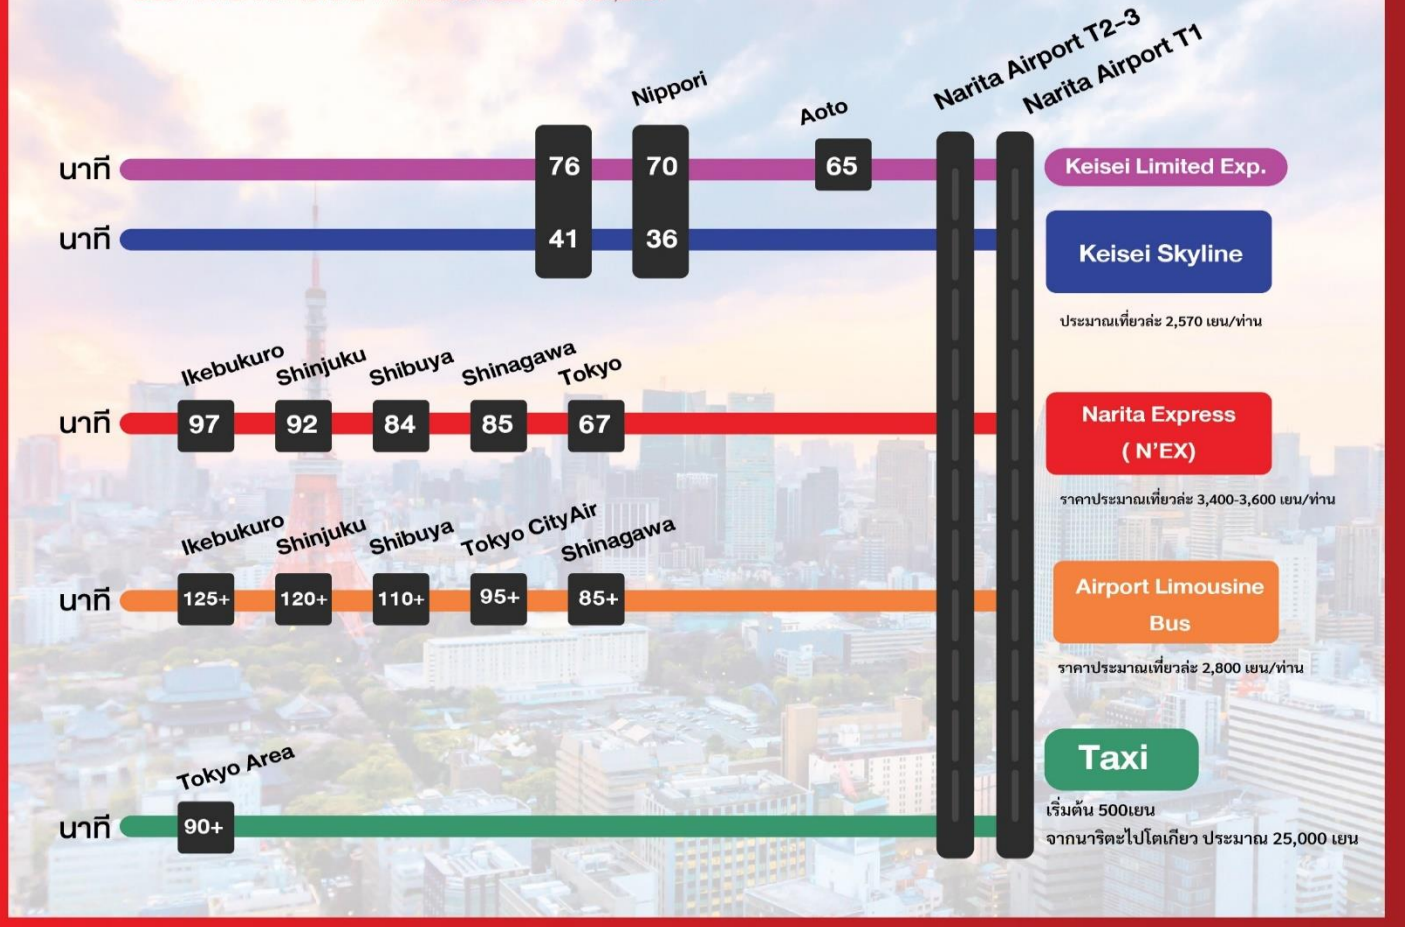 Narita Airport T2-3
Narita Airport T1
Nippori
Aoto
นาที
76
70
65
Keisei Limited Exp.
นาที
41
36
Keisei Skyline
ประมาณเที่ยวล่ะ 2,570 เยน/ท่าน
Ikebukuro
Shinjuku
Shibuya
Shinagawa
Tokyo
นาที
97
92
84
85
67
Narita Express
( N'EX)
ราคาประมาณเที่ยวล่ะ 3,400-3,600 เยน/ท่าน
Ikebukuro
Shinjuku
Shibuya
Tokyo CityAir
Shinagawa
นาที
125+
120+
110+
95+
85+
Airport Limousine
Bus
ราคาประมาณเที่ยวล่ะ 2,800 เยน/ท่าน
Tokyo Area
นาที
90+
Taxi
เริ่มต้น 500เยน
จากนาริตะไปโตเกียว ประมาณ 25,000 เยน